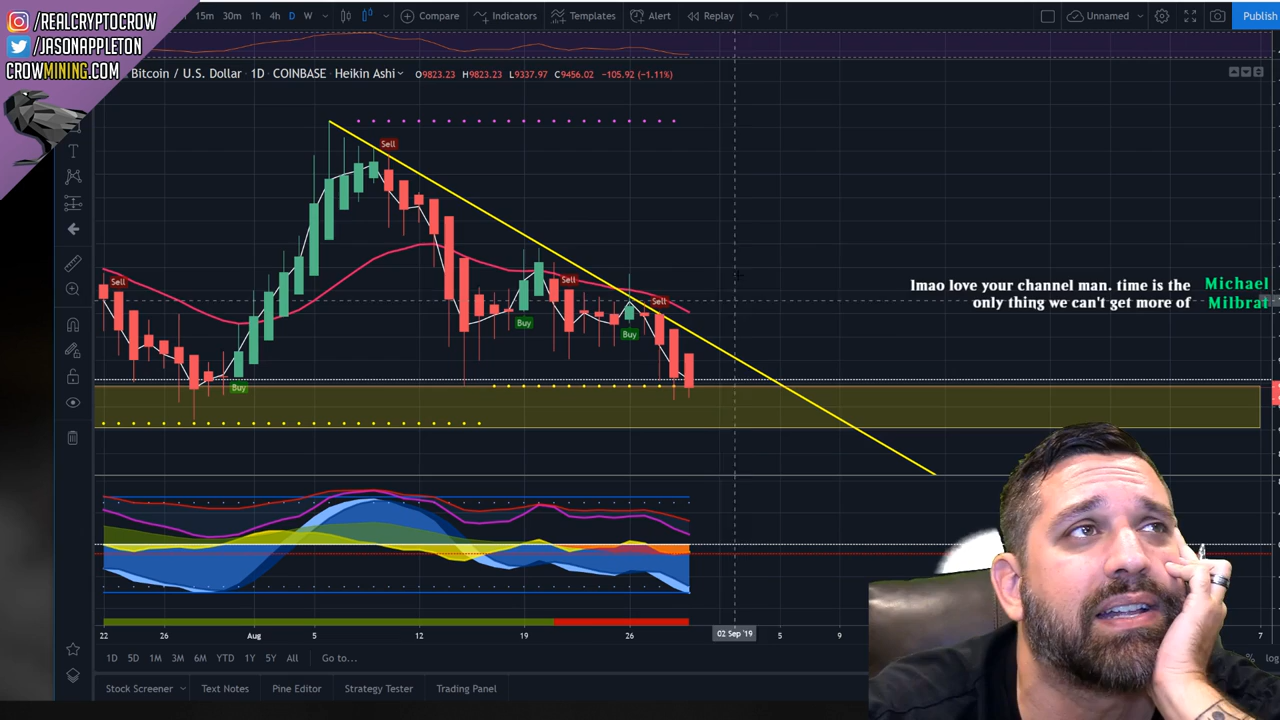 /REALCRYPTOCROW
/JASONAPPLETON
CROWMINING.COM
15m 30m 1h 4h D W Compare Indicators Templates Alert Replay Unnamed Publish
Bitcoin / U.S. Dollar 1D COINBASE Heikin Ashi O9823.23 H9823.23 L9337.97 C9456.02 -105.92 (-1.11%)
Sell
Sell
Sell
Sell
Buy
Buy
Buy
lmao love your channel man. time is the
only thing we can't get more of
Michael
Milbrat
22 26 Aug 5 12 19 26 02 Sep '19 5 9 7
1D 5D 1M 3M 6M YTD 1Y 5Y All Go to... % log
Stock Screener Text Notes Pine Editor Strategy Tester Trading Panel